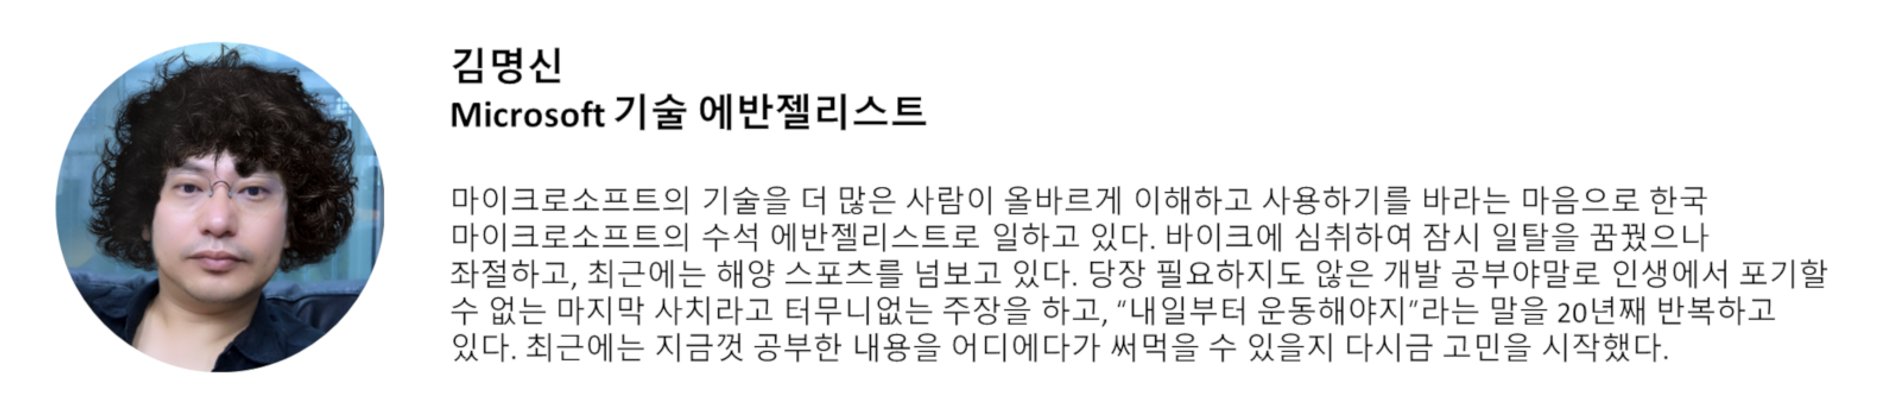 김명신
Microsoft 기술 에반젤리스트
마이크로소프트의 기술을 더 많은 사람이 올바르게 이해하고 사용하기를 바라는 마음으로 한국
마이크로소프트의 수석 에반젤리스트로 일하고 있다. 바이크에 심취하여 잠시 일탈을 꿈꿨으나
좌절하고, 최근에는 해양 스포츠를 넘보고 있다. 당장 필요하지도 않은 개발 공부야말로 인생에서 포기할
수 없는 마지막 사치라고 터무니없는 주장을 하고, “내일부터 운동해야지”라는 말을 20년째 반복하고
있다. 최근에는 지금껏 공부한 내용을 어디에다가 써먹을 수 있을지 다시금 고민을 시작했다.